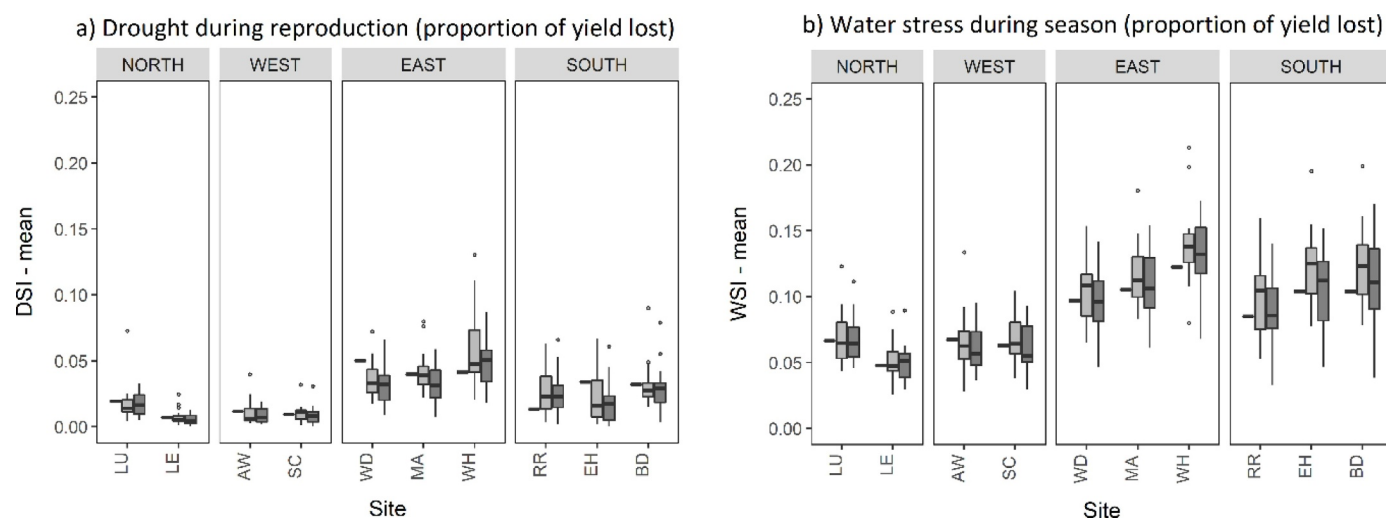 a) Drought during reproduction (proportion of yield lost)
NORTH WEST EAST SOUTH
0.25
0.20
0.15
0.10
0.05
0.00
DSI - mean
LU LE AW SC WD MA WH RR EH BD
Site
b) Water stress during season (proportion of yield lost)
NORTH WEST EAST SOUTH
0.25
0.20
0.15
0.10
0.05
0.00
WSI - mean
LU LE AW SC WD MA WH RR EH BD
Site